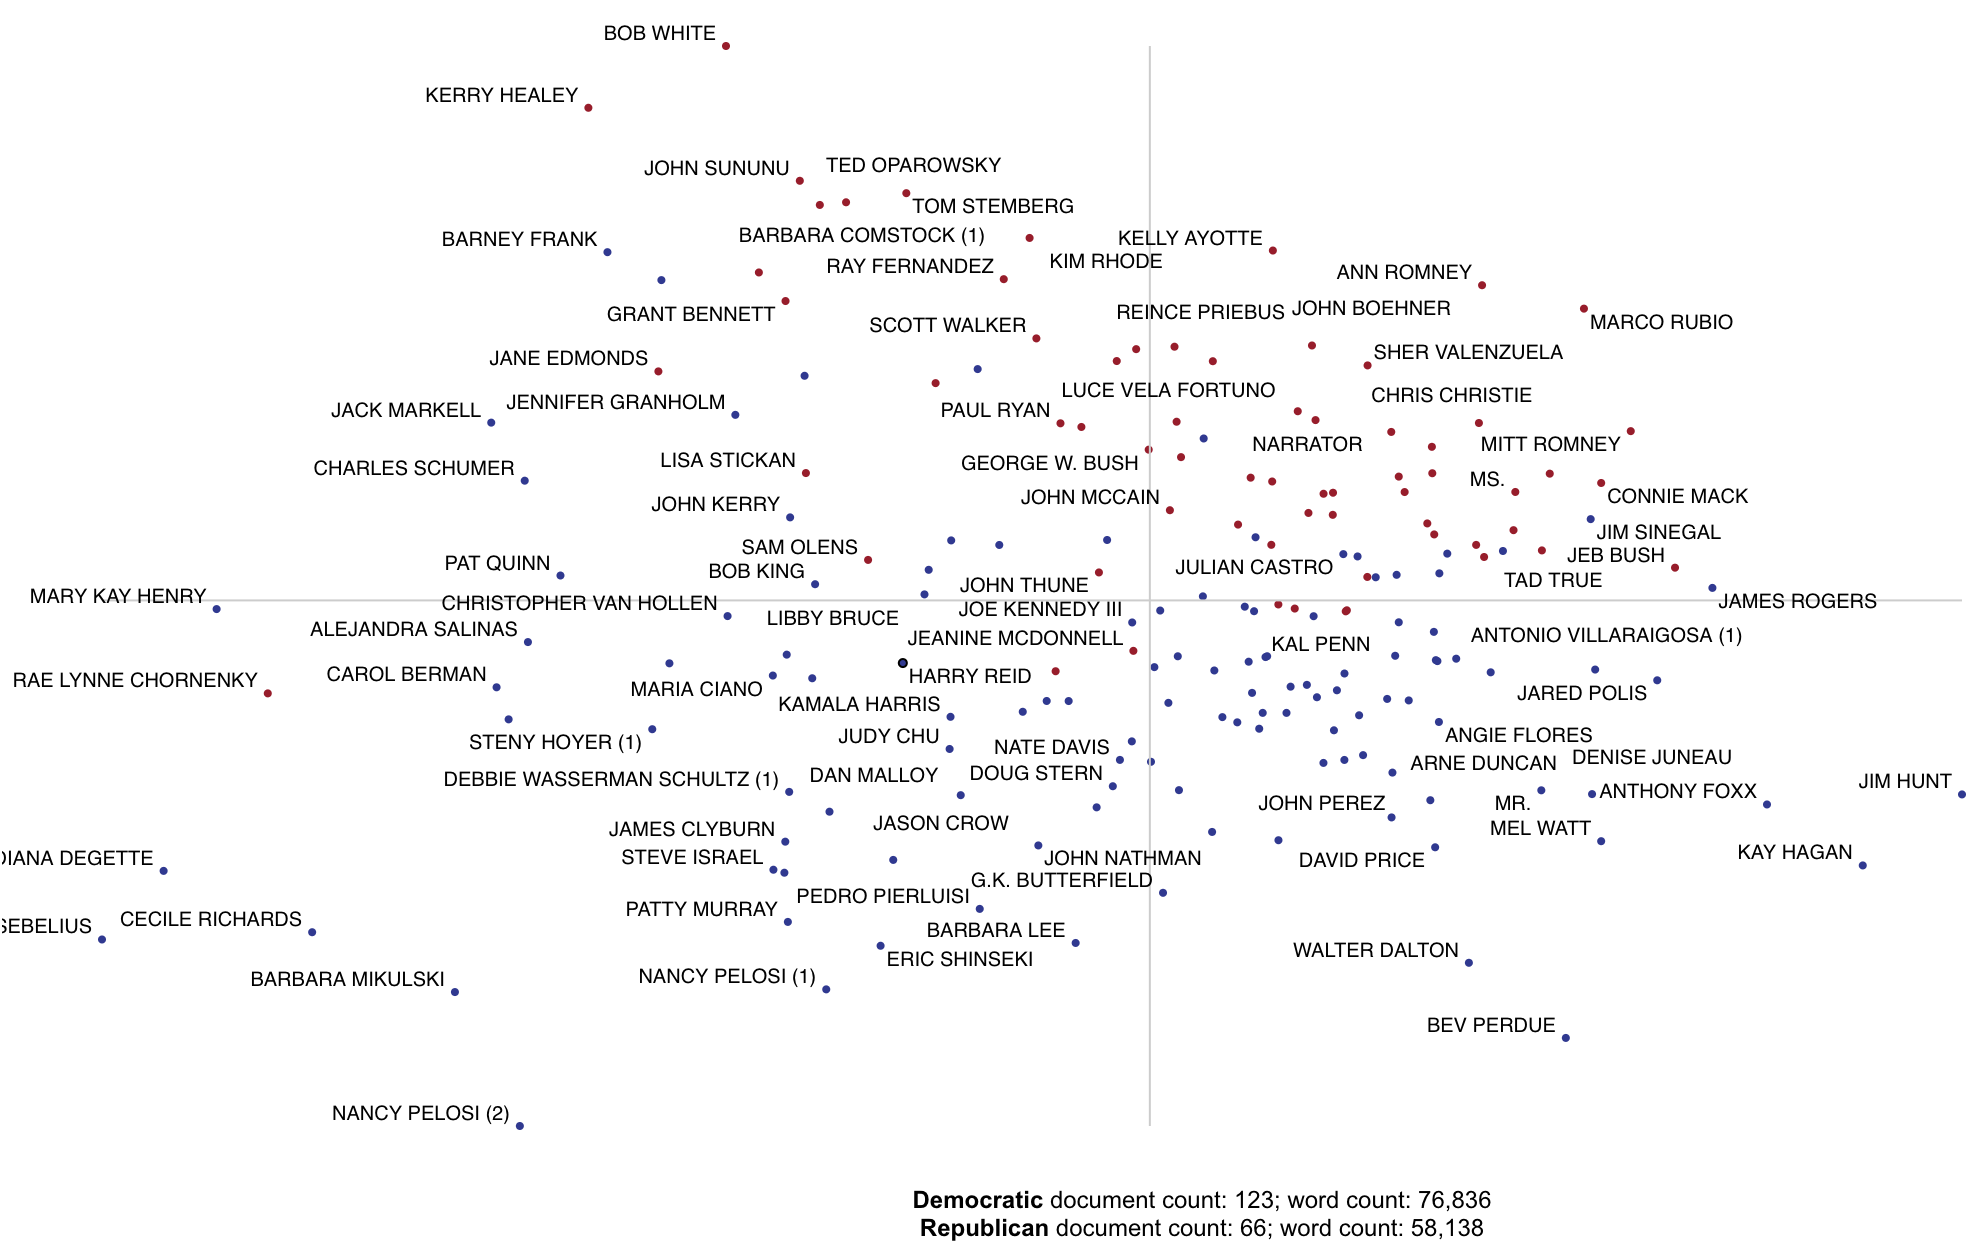 BOB WHITE
KERRY HEALEY
JOHN SUNUNU
TED OPAROWSKY
TOM STEMBERG
BARNEY FRANK
BARBARA COMSTOCK (1)
KELLY AYOTTE
KIM RHODE
RAY FERNANDEZ
ANN ROMNEY
GRANT BENNETT
REINCE PRIEBUS
JOHN BOEHNER
MARCO RUBIO
SCOTT WALKER
JANE EDMONDS
SHER VALENZUELA
LUCE VELA FORTUNO
CHRIS CHRISTIE
JACK MARKELL
JENNIFER GRANHOLM
PAUL RYAN
NARRATOR
MITT ROMNEY
CHARLES SCHUMER
LISA STICKAN
GEORGE W. BUSH
MS.
JOHN KERRY
JOHN MCCAIN
CONNIE MACK
JIM SINEGAL
SAM OLENS
JEB BUSH
PAT QUINN
BOB KING
JULIAN CASTRO
JOHN THUNE
TAD TRUE
MARY KAY HENRY
CHRISTOPHER VAN HOLLEN
JOE KENNEDY III
JAMES ROGERS
LIBBY BRUCE
ALEJANDRA SALINAS
JEANINE MCDONNELL
KAL PENN
ANTONIO VILLARAIGOSA (1)
RAE LYNNE CHORNENKY
CAROL BERMAN
HARRY REID
MARIA CIANO
JARED POLIS
KAMALA HARRIS
STENY HOYER (1)
JUDY CHU
NATE DAVIS
ANGIE FLORES
DEBBIE WASSERMAN SCHULTZ (1)
DAN MALLOY
DOUG STERN
ARNE DUNCAN
DENISE JUNEAU
JIM HUNT
JOHN PEREZ
MR.
ANTHONY FOXX
JAMES CLYBURN
JASON CROW
MEL WATT
DIANA DEGETTE
STEVE ISRAEL
JOHN NATHMAN
DAVID PRICE
KAY HAGAN
G.K. BUTTERFIELD
PEDRO PIERLUISI
SEBELIUS
CECILE RICHARDS
PATTY MURRAY
BARBARA LEE
ERIC SHINSEKI
WALTER DALTON
BARBARA MIKULSKI
NANCY PELOSI (1)
BEV PERDUE
NANCY PELOSI (2)
Democratic document count: 123; word count: 76,836
Republican document count: 66; word count: 58,138